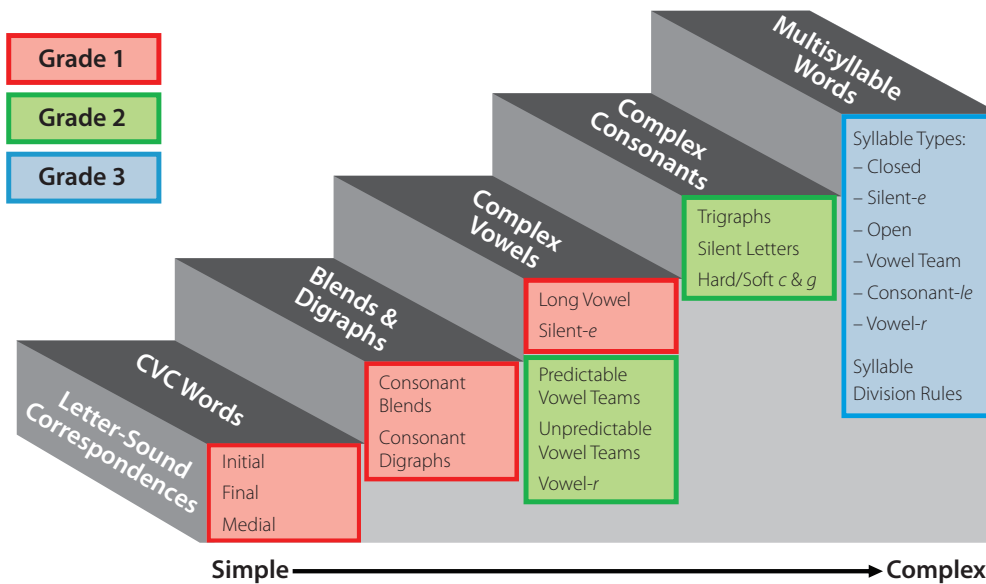 Grade 1
Grade 2
Grade 3
Letter-Sound
Correspondences
CVC Words
Initial
Final
Medial
Blends &
Digraphs
Consonant
Blends
Consonant
Digraphs
Complex
Vowels
Long Vowel
Silent-e
Predictable
Vowel Teams
Unpredictable
Vowel Teams
Vowel-r
Complex
Consonants
Trigraphs
Silent Letters
Hard/Soft c & g
Multisyllable
Words
Syllable Types:
– Closed
– Silent-e
– Open
– Vowel Team
– Consonant-le
– Vowel-r
Syllable
Division Rules
Simple
Complex